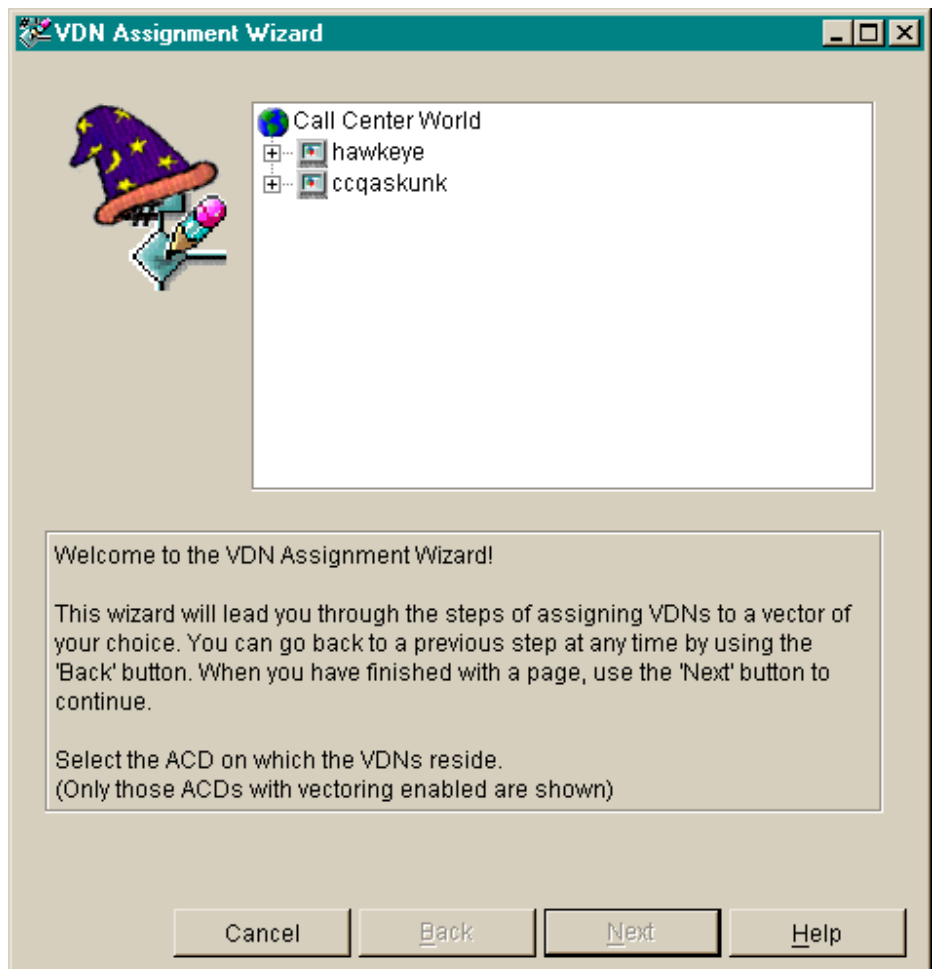 VDN Assignment Wizard
Call Center World
hawkeye
ccqaskunk
Welcome to the VDN Assignment Wizard!
This wizard will lead you through the steps of assigning VDNs to a vector of
your choice. You can go back to a previous step at any time by using the
'Back' button. When you have finished with a page, use the 'Next' button to
continue.
Select the ACD on which the VDNs reside.
(Only those ACDs with vectoring enabled are shown)
Cancel Back Next Help